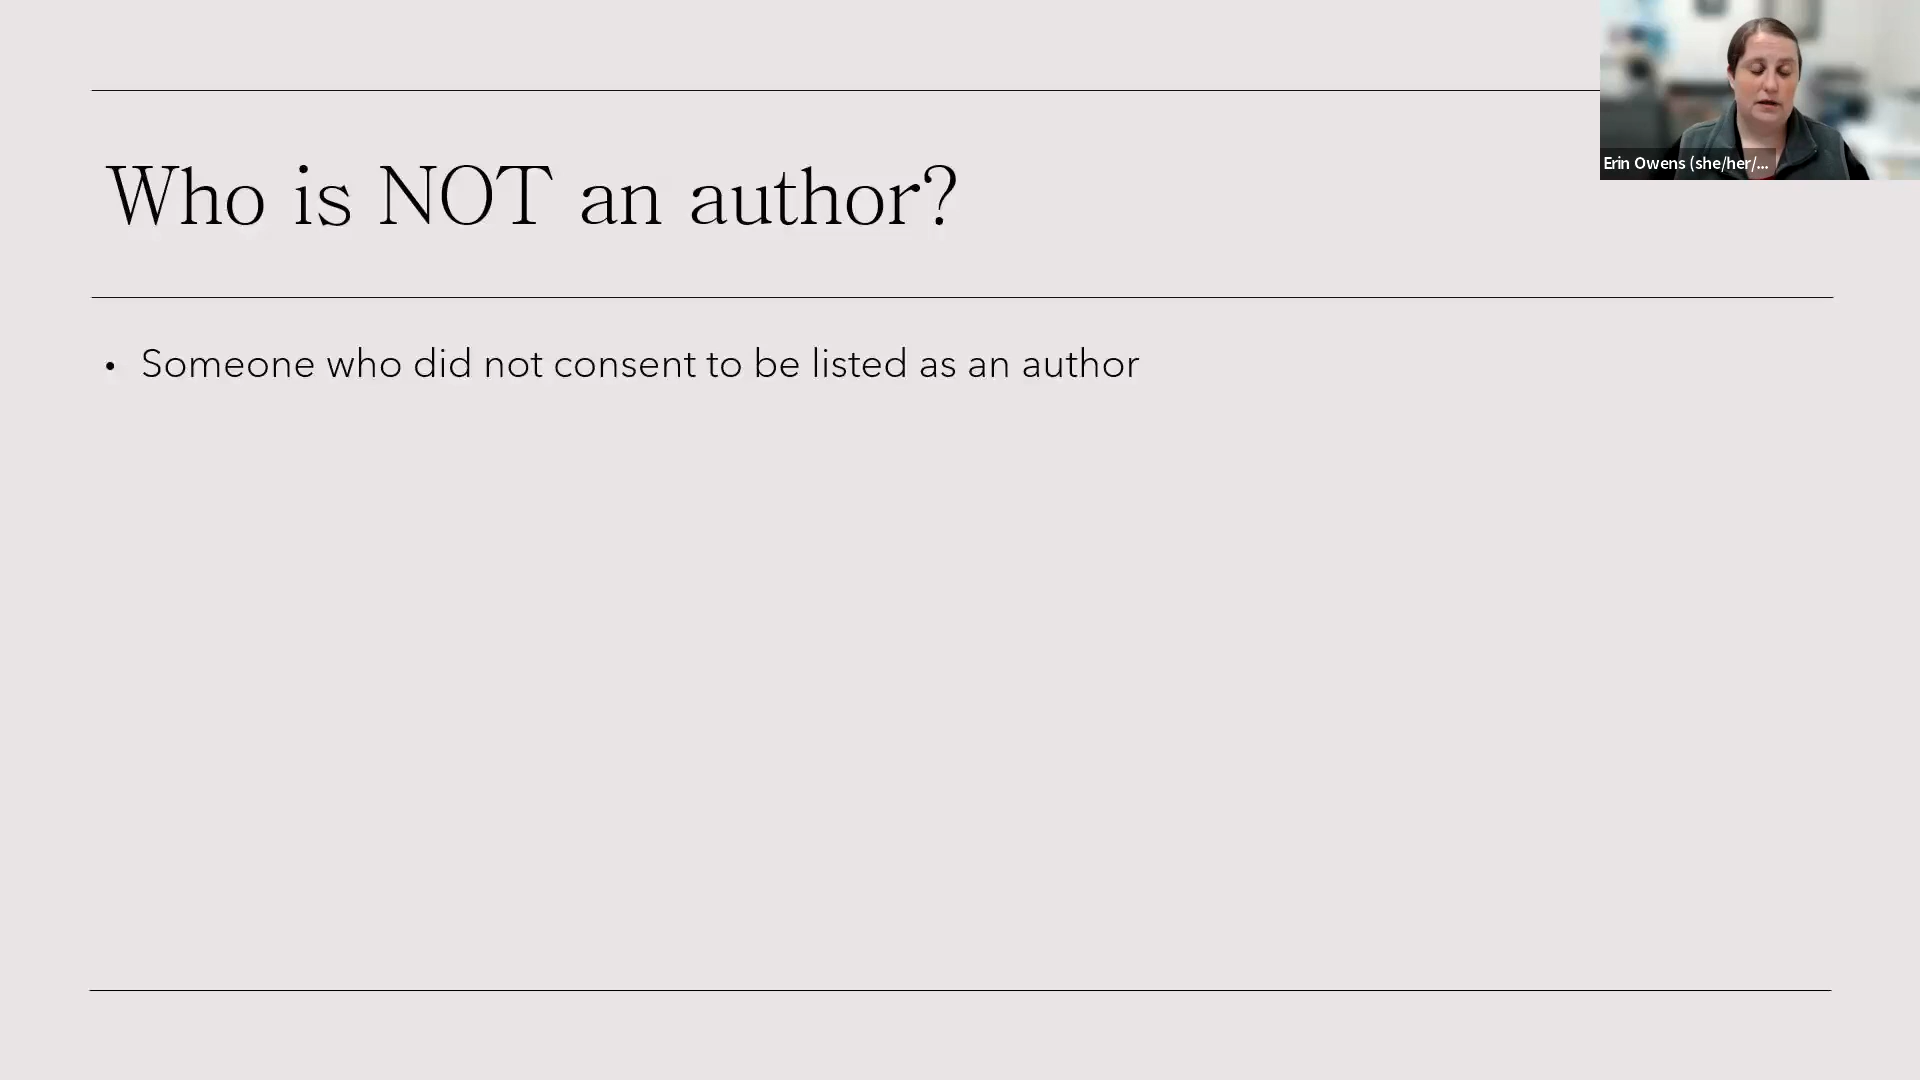 Erin Owens (she/her/...
Who is NOT an author?
• Someone who did not consent to be listed as an author